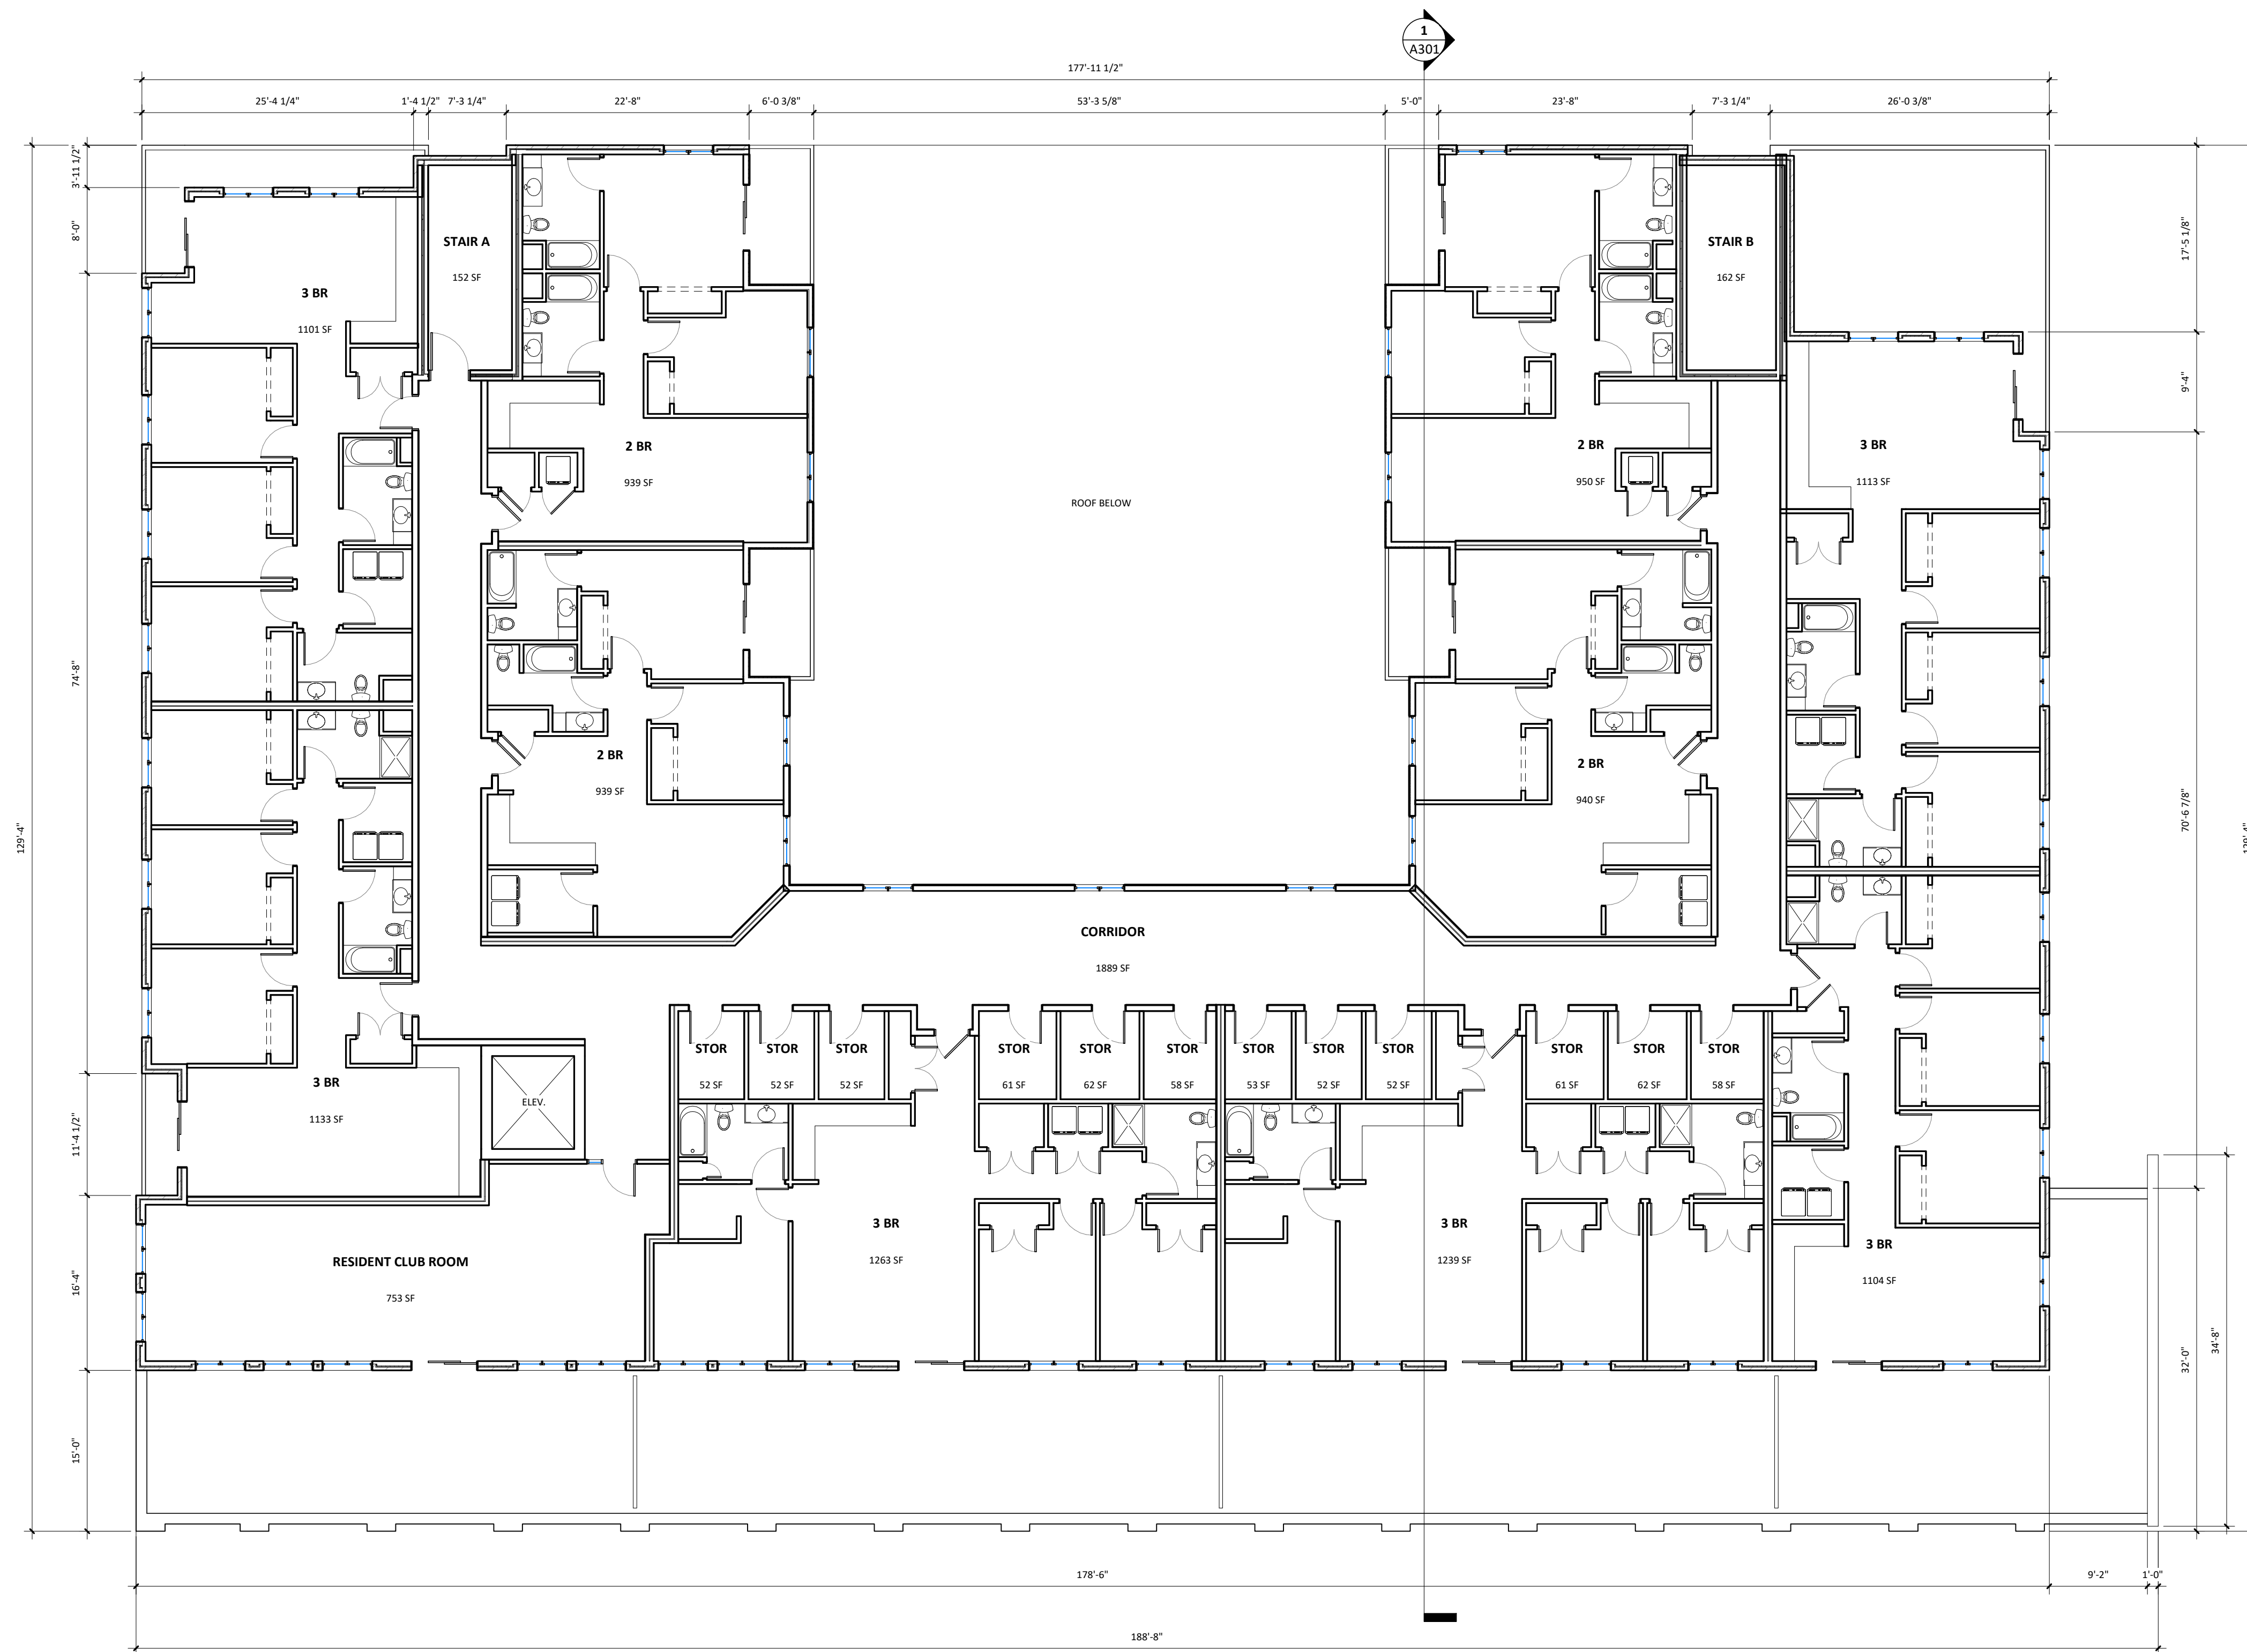 1
A301
177'-11 1/2"
25'-4 1/4"
1'-4 1/2"
7'-3 1/4"
22'-8"
6'-0 3/8"
53'-3 5/8"
5'-0"
23'-8"
7'-3 1/4"
26'-0 3/8"
3'-11 1/2"
8'-0"
74'-8"
11'-4 1/2"
16'-4"
15'-0"
129'-4"
17'-5 1/8"
9'-4"
70'-6 7/8"
32'-0"
34'-8"
129'-4"
STAIR A
152 SF
STAIR B
162 SF
3 BR
1101 SF
2 BR
939 SF
ROOF BELOW
2 BR
950 SF
3 BR
1113 SF
2 BR
939 SF
2 BR
940 SF
CORRIDOR
1889 SF
STOR
52 SF
STOR
52 SF
STOR
52 SF
STOR
61 SF
STOR
62 SF
STOR
58 SF
STOR
53 SF
STOR
52 SF
STOR
52 SF
STOR
61 SF
STOR
62 SF
STOR
58 SF
3 BR
1133 SF
ELEV.
RESIDENT CLUB ROOM
753 SF
3 BR
1263 SF
3 BR
1239 SF
3 BR
1104 SF
178'-6"
9'-2"
1'-0"
188'-8"